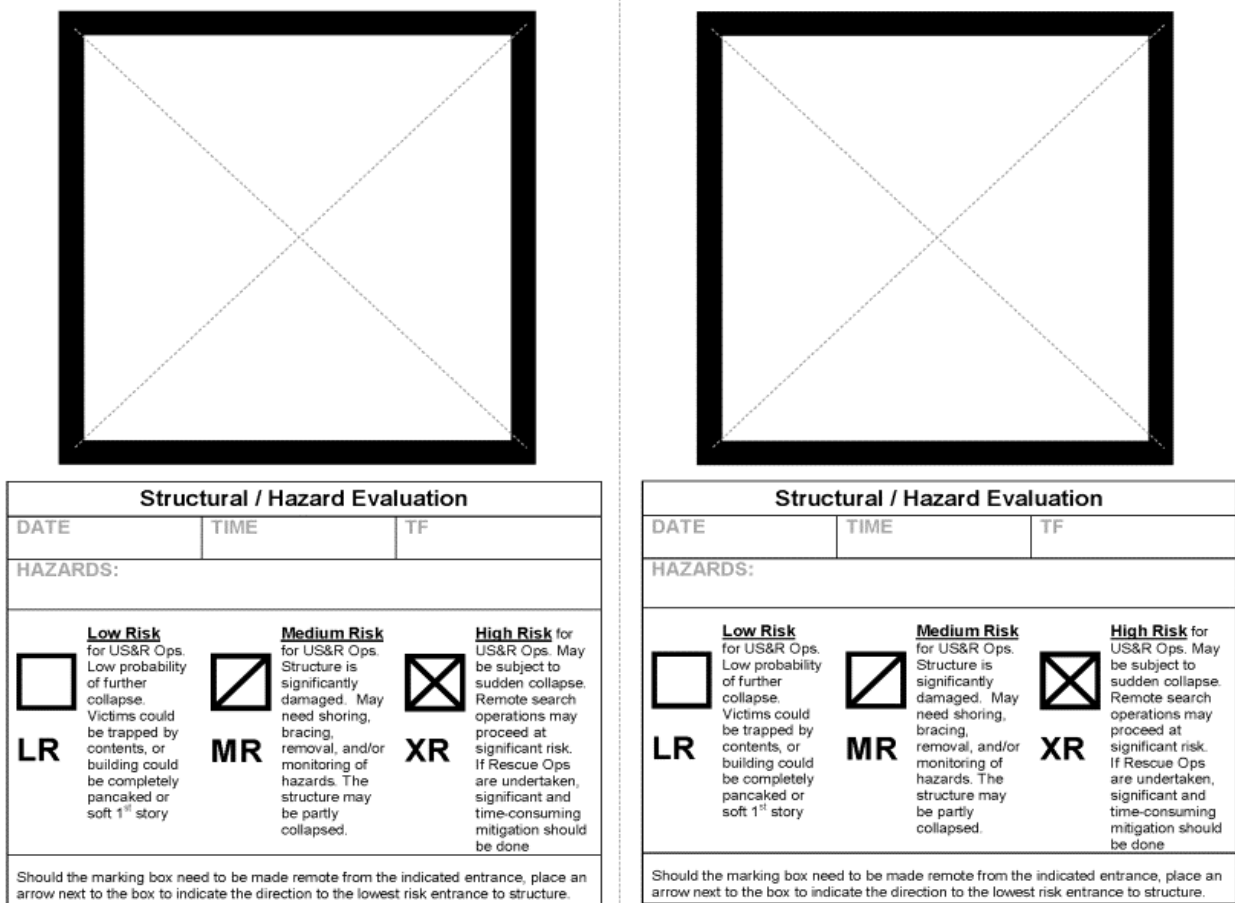 Structural / Hazard Evaluation
DATE TIME TF
HAZARDS:
LR
Low Risk
for US&R Ops.
Low probability
of further
collapse.
Victims could
be trapped by
contents, or
building could
be completely
pancaked or
soft 1st story
MR
Medium Risk
for US&R Ops.
Structure is
significantly
damaged. May
need shoring,
bracing,
removal, and/or
monitoring of
hazards. The
structure may
be partly
collapsed.
XR
High Risk for
US&R Ops. May
be subject to
sudden collapse.
Remote search
operations may
proceed at
significant risk.
If Rescue Ops
are undertaken,
significant and
time-consuming
mitigation should
be done
Should the marking box need to be made remote from the indicated entrance, place an
arrow next to the box to indicate the direction to the lowest risk entrance to structure.
Structural / Hazard Evaluation
DATE TIME TF
HAZARDS:
LR
Low Risk
for US&R Ops.
Low probability
of further
collapse.
Victims could
be trapped by
contents, or
building could
be completely
pancaked or
soft 1st story
MR
Medium Risk
for US&R Ops.
Structure is
significantly
damaged. May
need shoring,
bracing,
removal, and/or
monitoring of
hazards. The
structure may
be partly
collapsed.
XR
High Risk for
US&R Ops. May
be subject to
sudden collapse.
Remote search
operations may
proceed at
significant risk.
If Rescue Ops
are undertaken,
significant and
time-consuming
mitigation should
be done
Should the marking box need to be made remote from the indicated entrance, place an
arrow next to the box to indicate the direction to the lowest risk entrance to structure.